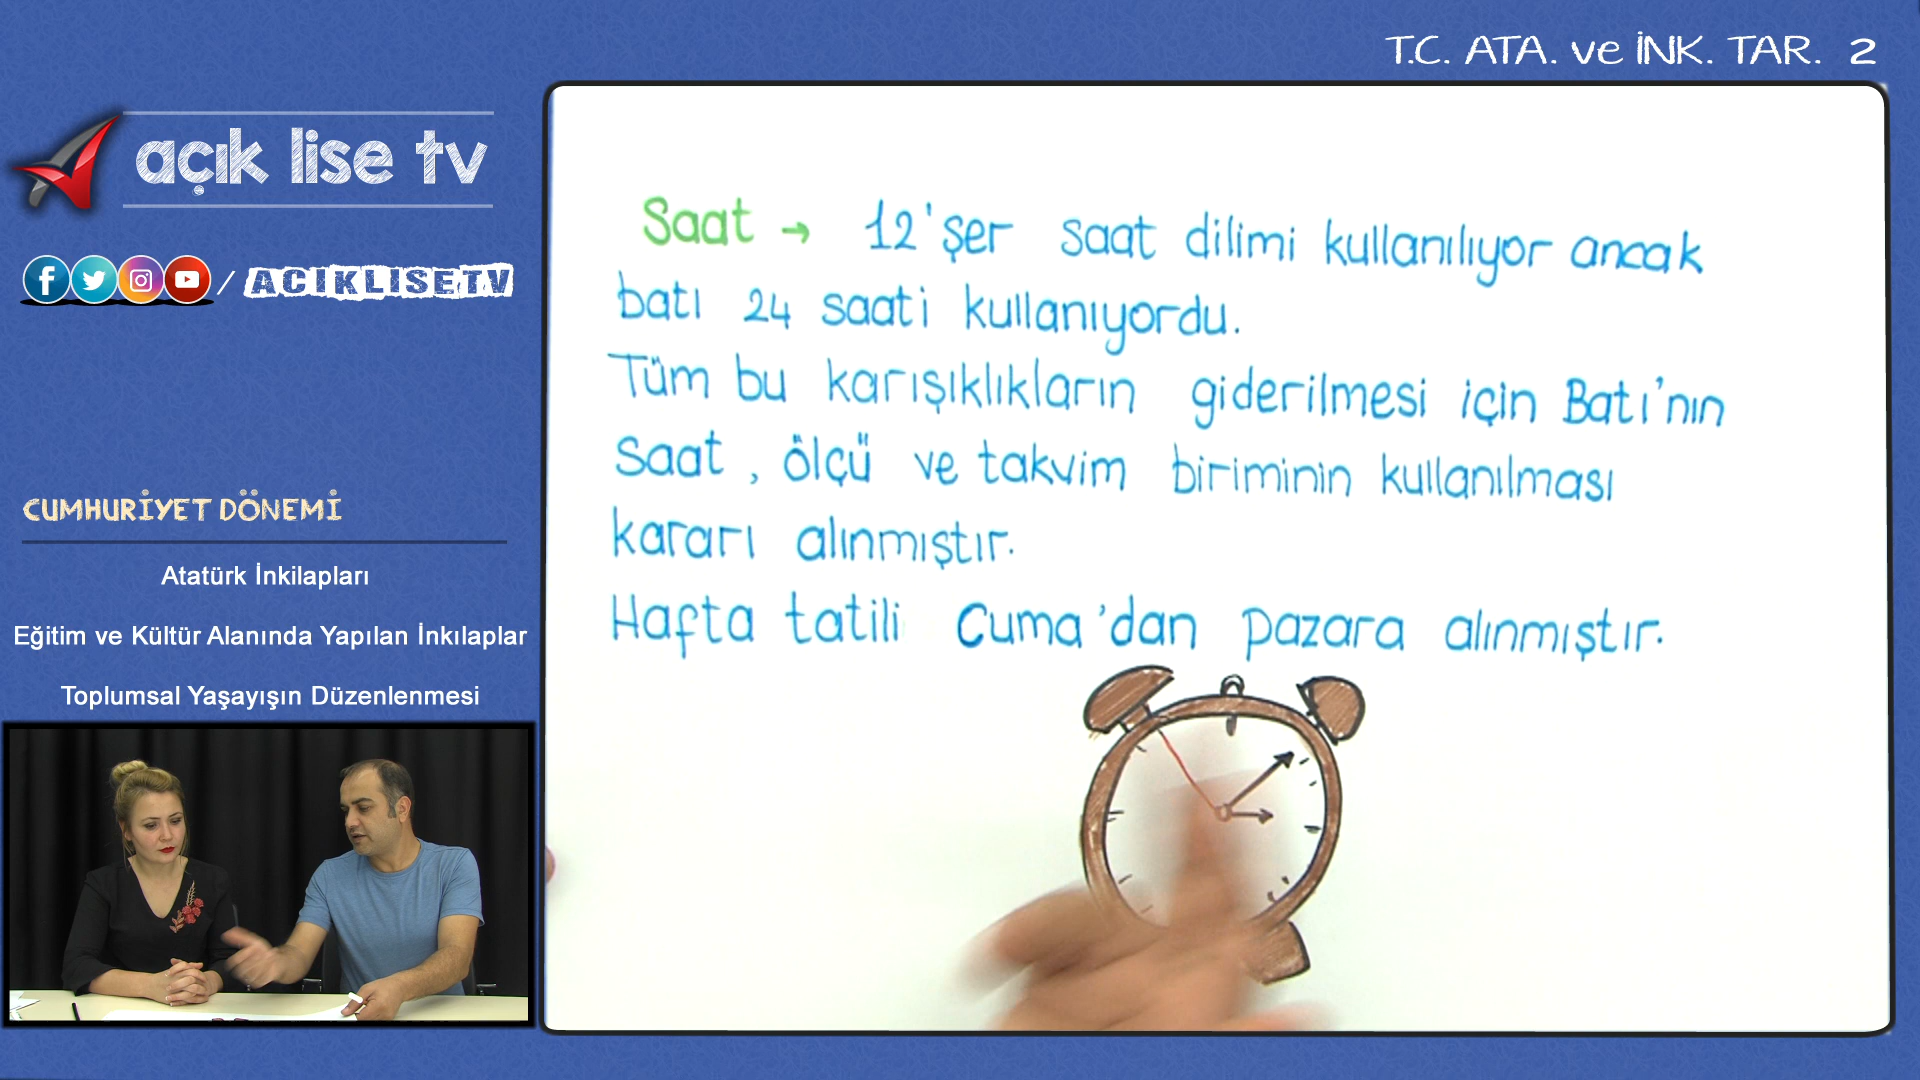 T.C. ATA. ve İNK. TAR. 2
açık lise tv
/ ACIKLISETV
Saat → 12'şer saat dilimi kullanılıyor ancak
batı 24 saati kullanıyordu.
Tüm bu karışıklıkların giderilmesi için Batı'nın
saat, ölçü ve takvim biriminin kullanılması
kararı alınmıştır.
Hafta tatili Cuma'dan pazara alınmıştır.
CUMHURİYET DÖNEMİ
Atatürk İnkilapları
Eğitim ve Kültür Alanında Yapılan İnkılaplar
Toplumsal Yaşayışın Düzenlenmesi